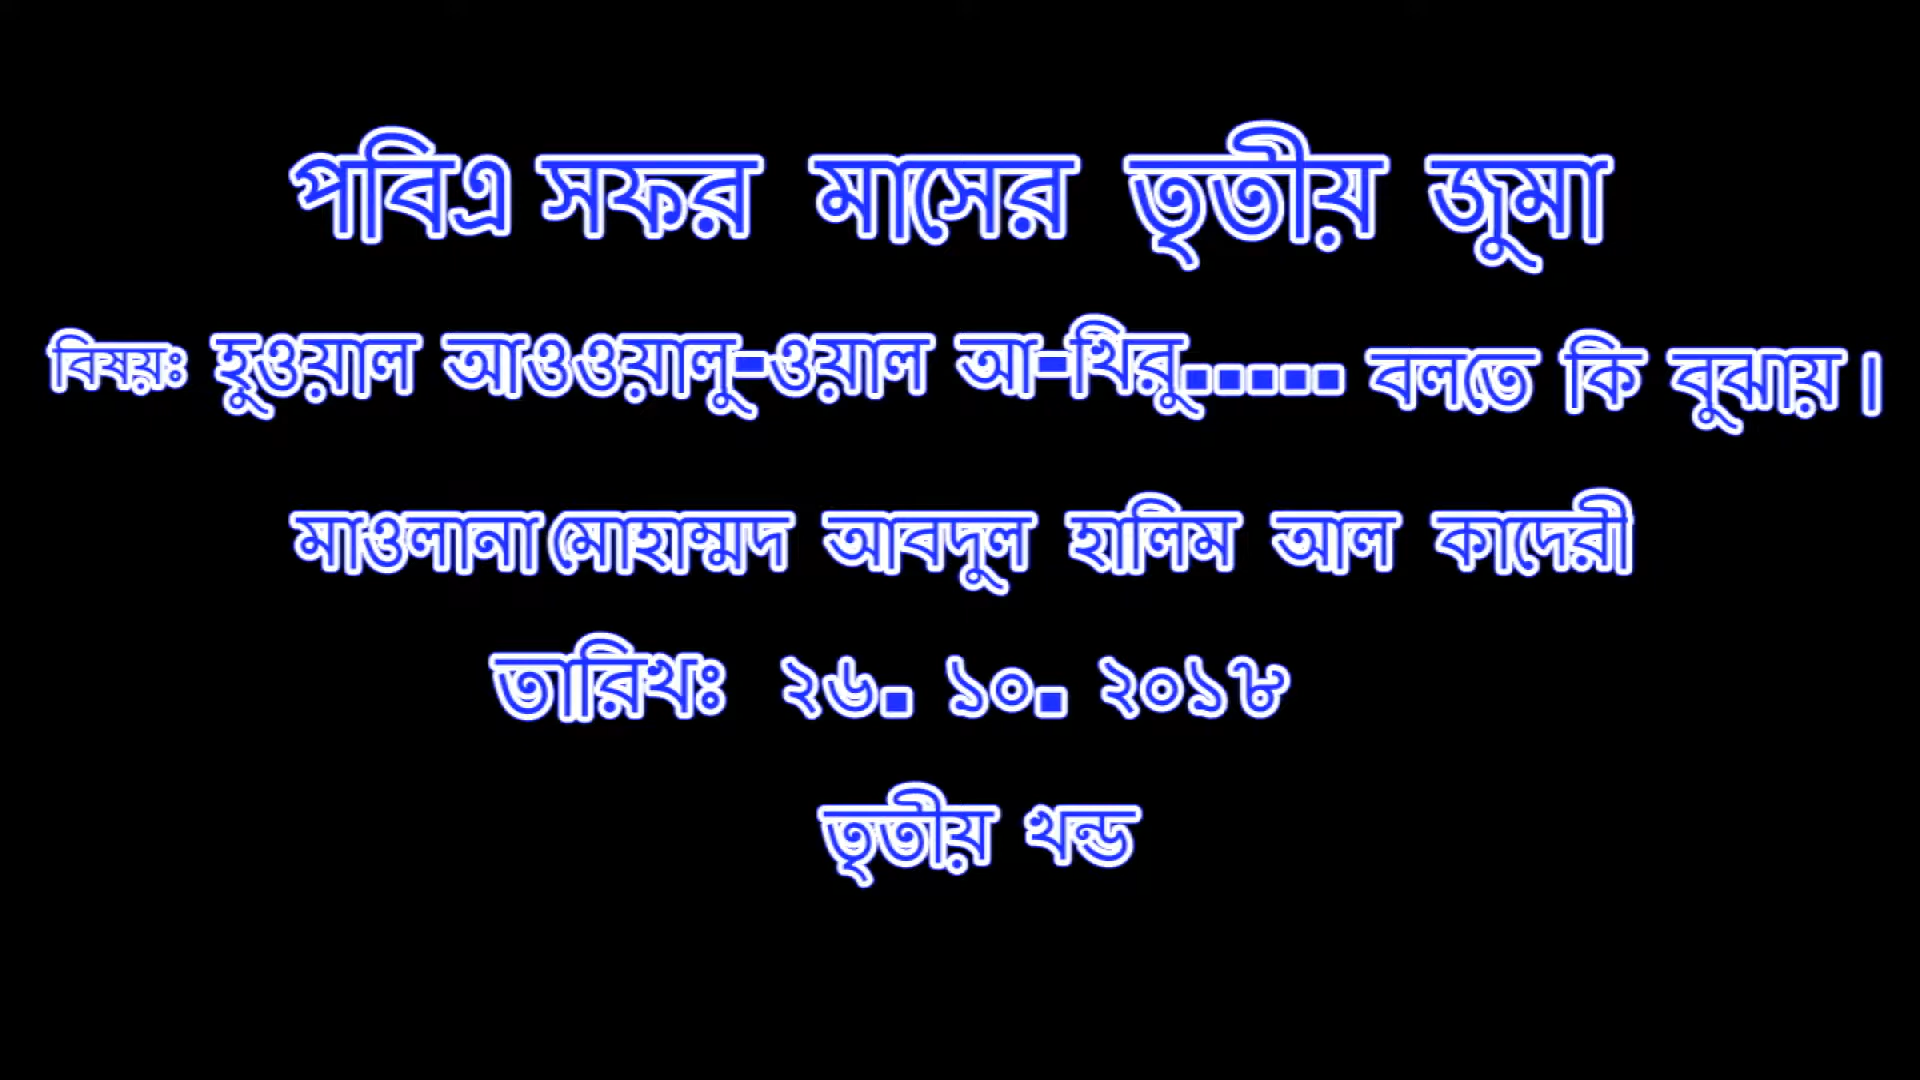 পবিএ সফর মাসের তৃতীয় জুমা
বিষয়ঃ হুওয়াল আওওয়ালু-ওয়াল আ-খিরু..... বলতে কি বুঝায়।
মাওলানা মোহাম্মদ আবদুল হালিম আল কাদেরী
তারিখঃ ২৬. ১০. ২০১৮
তৃতীয় খন্ড